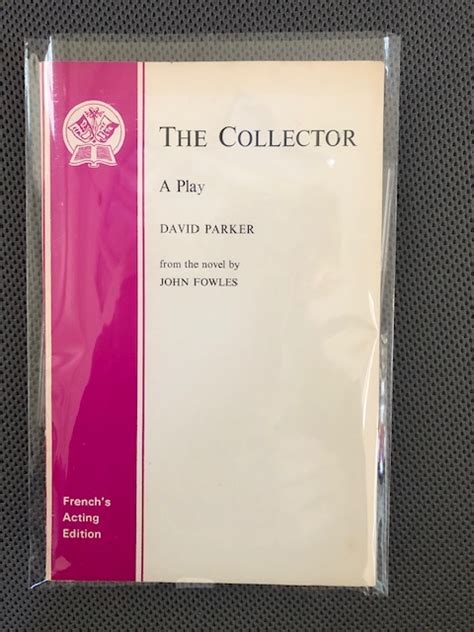 THE COLLECTOR
A Play
DAVID PARKER
from the novel by
JOHN FOWLES
French's
Acting
Edition